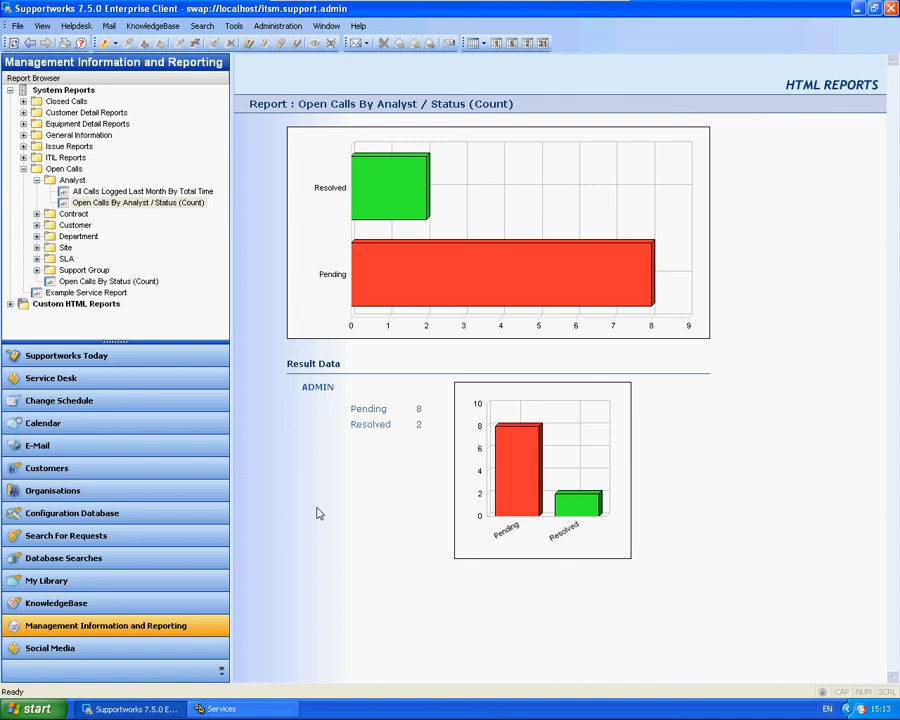 Supportworks 7.5.0 Enterprise Client - swap://localhost/itsm.support.admin
File View Helpdesk Mail KnowledgeBase Search Tools Administration Window Help
Management Information and Reporting
Report Browser
System Reports
Closed Calls
Customer Detail Reports
Equipment Detail Reports
General Information
Issue Reports
ITIL Reports
Open Calls
Analyst
All Calls Logged Last Month By Total Time
Open Calls By Analyst / Status (Count)
Contract
Customer
Department
Site
SLA
Support Group
Open Calls By Status (Count)
Example Service Report
Custom HTML Reports
Supportworks Today
Service Desk
Change Schedule
Calendar
E-Mail
Customers
Organisations
Configuration Database
Search For Requests
Database Searches
My Library
KnowledgeBase
Management Information and Reporting
Social Media
»
HTML REPORTS
Report : Open Calls By Analyst / Status (Count)
Resolved
Pending
0 1 2 3 4 5 6 7 8 9
Result Data
ADMIN
Pending 8
Resolved 2
10
8
6
4
2
0
Pending Resolved
Ready
CAP NUM SCRL
start Supportworks 7.5.0 E... Services EN 15:13